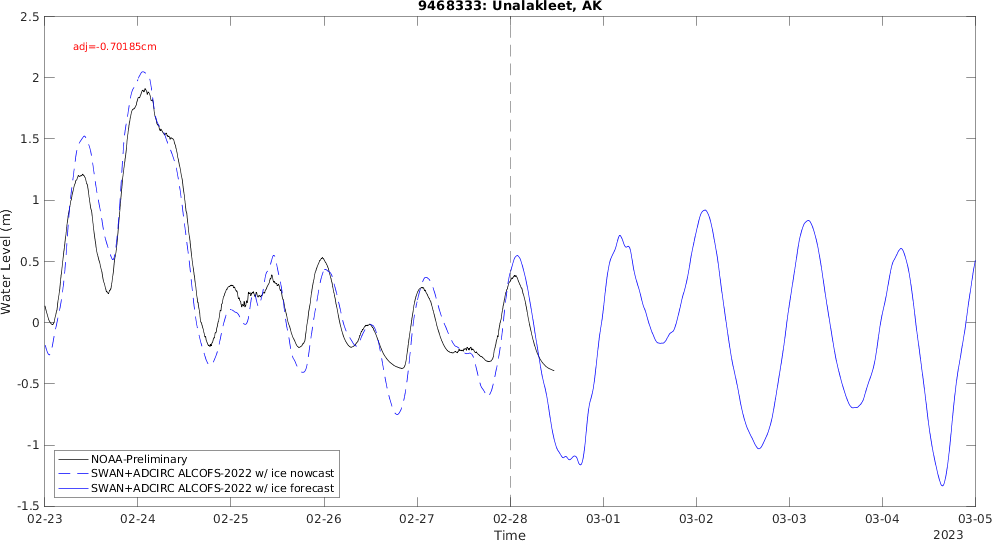 9468333: Unalakleet, AK
adj=-0.70185cm
Water Level (m)
2.5
2
1.5
1
0.5
0
-0.5
-1
-1.5
NOAA-Preliminary
SWAN+ADCIRC ALCOFS-2022 w/ ice nowcast
SWAN+ADCIRC ALCOFS-2022 w/ ice forecast
02-23 02-24 02-25 02-26 02-27 02-28 03-01 03-02 03-03 03-04 03-05
Time
2023